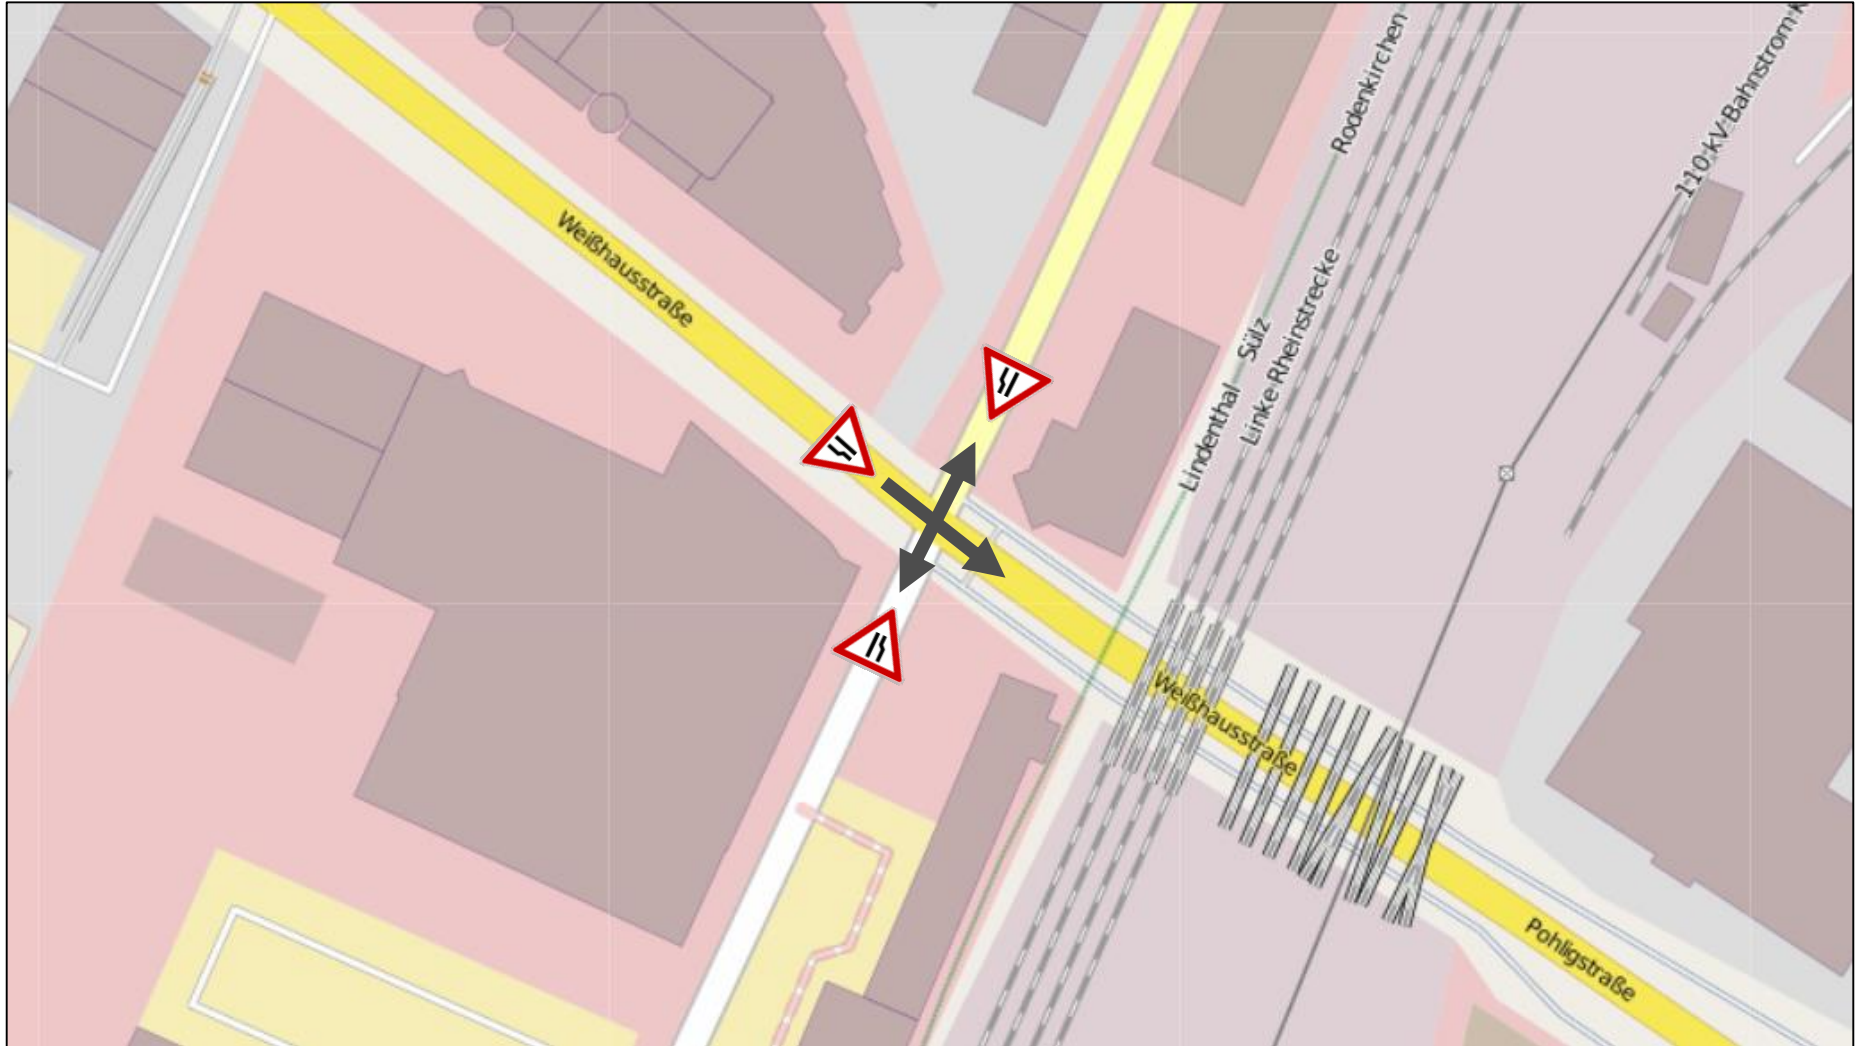 Rodenkirchen
110-kV-Bahnstrom-K
Weißhausstraße
Sülz
Linke Rheinstrecke
Lindenthal
Weißhausstraße
Pohligstraße